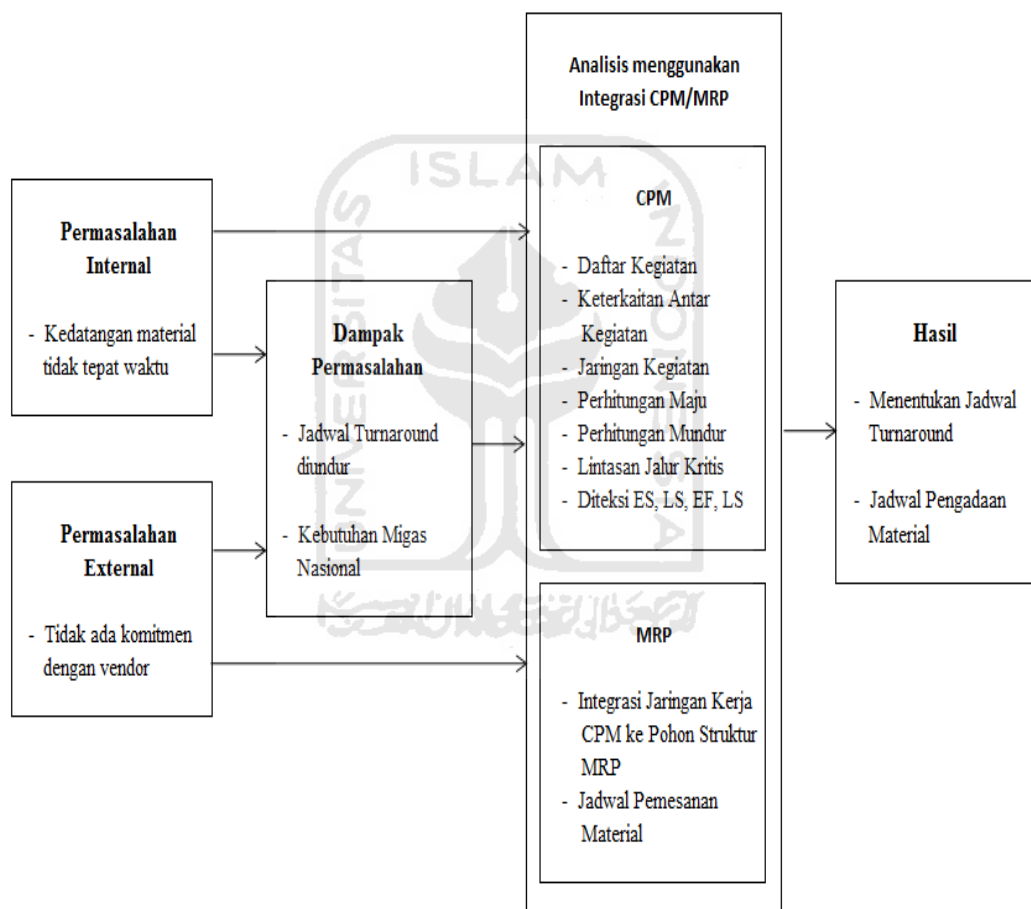 Analisis menggunakan
Integrasi CPM/MRP
Permasalahan
Internal
- Kedatangan material
tidak tepat waktu
Permasalahan
External
- Tidak ada komitmen
dengan vendor
Dampak
Permasalahan
- Jadwal Turnaround
diundur
- Kebutuhan Migas
Nasional
CPM
- Daftar Kegiatan
- Keterkaitan Antar
Kegiatan
- Jaringan Kegiatan
- Perhitungan Maju
- Perhitungan Mundur
- Lintasan Jalur Kritis
- Diteksi ES, LS, EF, LS
MRP
- Integrasi Jaringan Kerja
CPM ke Pohon Struktur
MRP
- Jadwal Pemesanan
Material
Hasil
- Menentukan Jadwal
Turnaround
- Jadwal Pengadaan
Material
UNIVERSITAS
ISLAM
INDONESIA